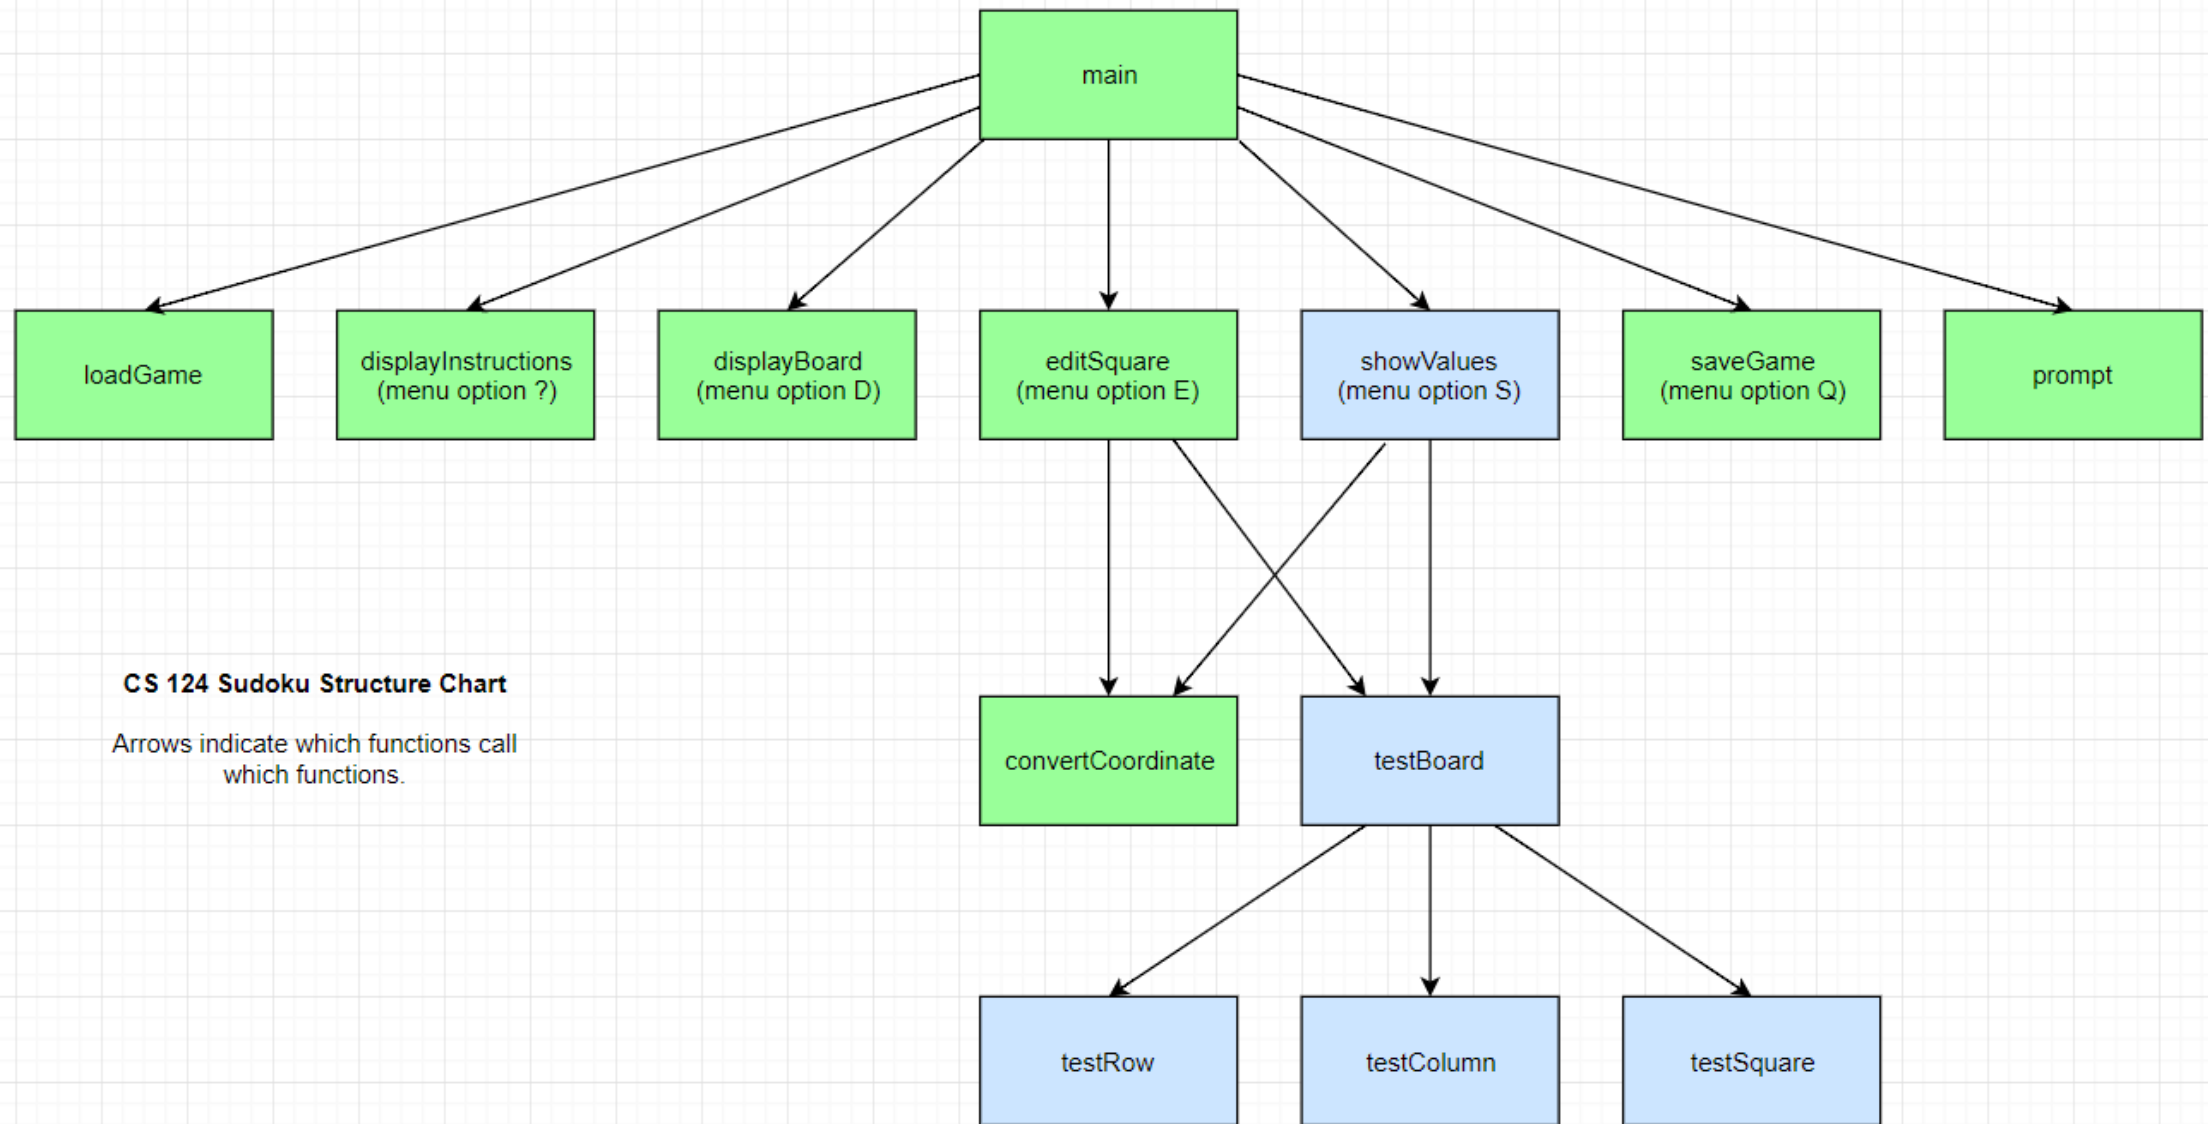 main
loadGame
displayInstructions
(menu option ?)
displayBoard
(menu option D)
editSquare
(menu option E)
showValues
(menu option S)
saveGame
(menu option Q)
prompt
CS 124 Sudoku Structure Chart
Arrows indicate which functions call
which functions.
convertCoordinate
testBoard
testRow
testColumn
testSquare